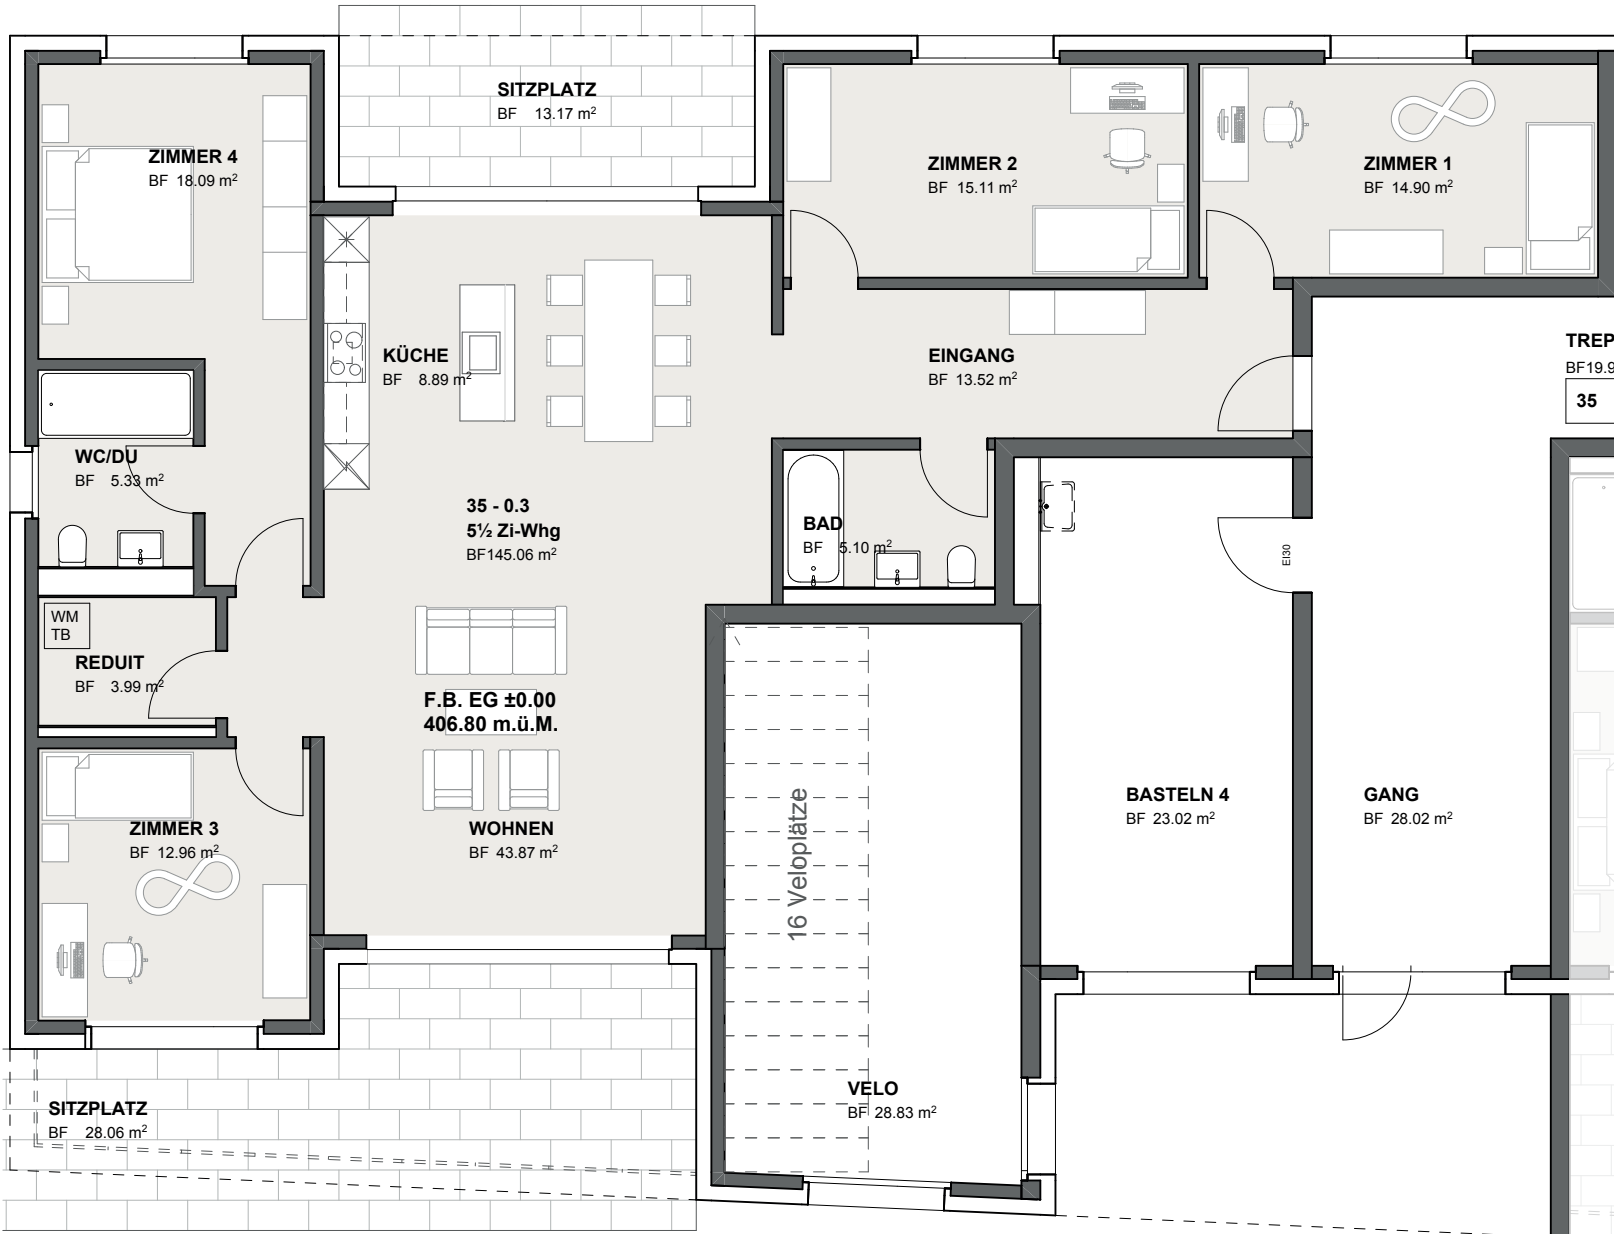 SITZPLATZ
BF 13.17 m²
ZIMMER 4
BF 18.09 m²
ZIMMER 2
BF 15.11 m²
ZIMMER 1
BF 14.90 m²
KÜCHE
BF 8.89 m²
EINGANG
BF 13.52 m²
TREP
BF19.9
35
WC/DU
BF 5.33 m²
35 - 0.3
5½ Zi-Whg
BF145.06 m²
BAD
BF 5.10 m²
EI30
WM
TB
REDUIT
BF 3.99 m²
F.B. EG ±0.00
406.80 m.ü.M.
16 Veloplätze
BASTELN 4
BF 23.02 m²
GANG
BF 28.02 m²
ZIMMER 3
BF 12.96 m²
WOHNEN
BF 43.87 m²
VELO
BF 28.83 m²
SITZPLATZ
BF 28.06 m²